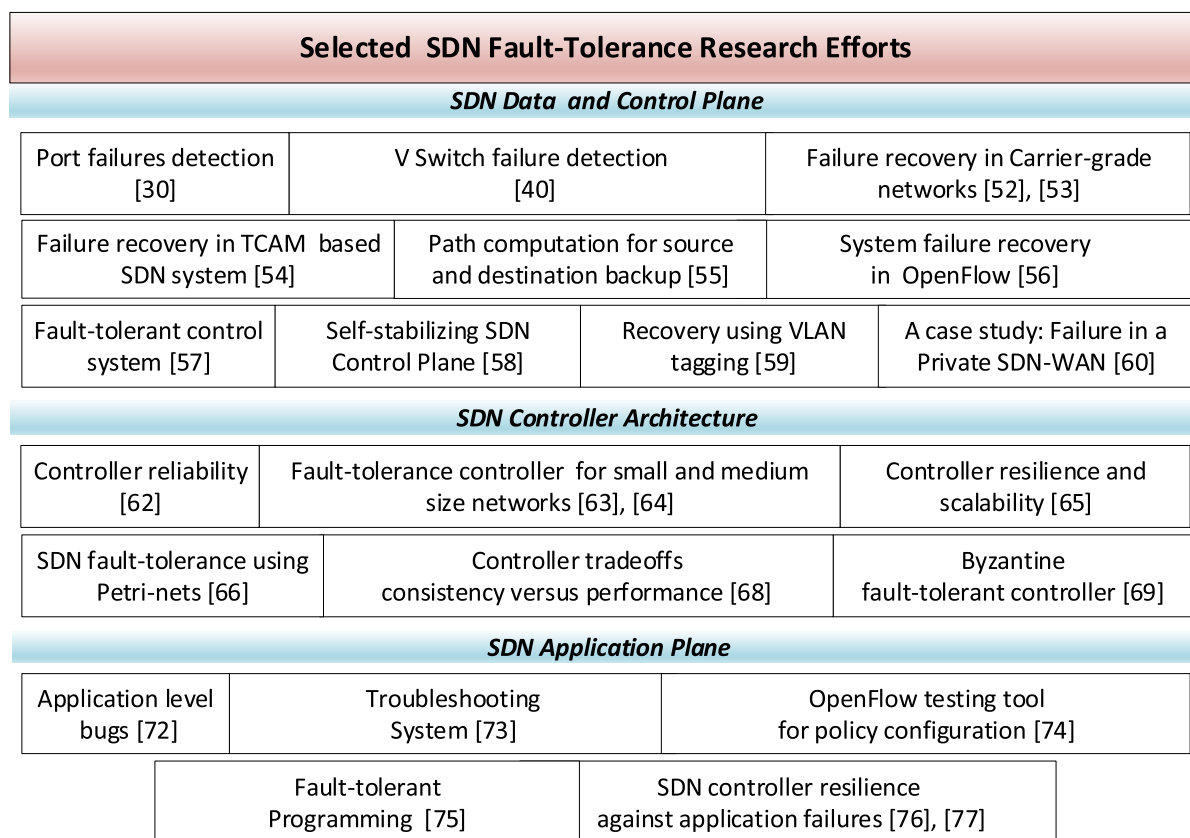 Selected SDN Fault-Tolerance Research Efforts
SDN Data and Control Plane
Port failures detection
[30]
V Switch failure detection
[40]
Failure recovery in Carrier-grade
networks [52], [53]
Failure recovery in TCAM based
SDN system [54]
Path computation for source
and destination backup [55]
System failure recovery
in OpenFlow [56]
Fault-tolerant control
system [57]
Self-stabilizing SDN
Control Plane [58]
Recovery using VLAN
tagging [59]
A case study: Failure in a
Private SDN-WAN [60]
SDN Controller Architecture
Controller reliability
[62]
Fault-tolerance controller for small and medium
size networks [63], [64]
Controller resilience and
scalability [65]
SDN fault-tolerance using
Petri-nets [66]
Controller tradeoffs
consistency versus performance [68]
Byzantine
fault-tolerant controller [69]
SDN Application Plane
Application level
bugs [72]
Troubleshooting
System [73]
OpenFlow testing tool
for policy configuration [74]
Fault-tolerant
Programming [75]
SDN controller resilience
against application failures [76], [77]